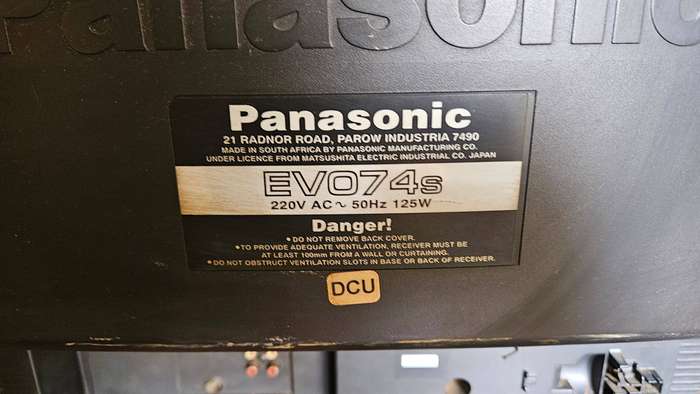 Panasonic
Panasonic
21 RADNOR ROAD, PAROW INDUSTRIA 7490
MADE IN SOUTH AFRICA BY PANASONIC MANUFACTURING CO.
UNDER LICENCE FROM MATSUSHITA ELECTRIC INDUSTRIAL CO. JAPAN
EVO74s
220V AC ~ 50Hz 125W
Danger!
• DO NOT REMOVE BACK COVER.
• TO PROVIDE ADEQUATE VENTILATION, RECEIVER MUST BE
AT LEAST 100mm FROM A WALL OR CURTAINING.
• DO NOT OBSTRUCT VENTILATION SLOTS IN BASE OR BACK OF RECEIVER.
DCU